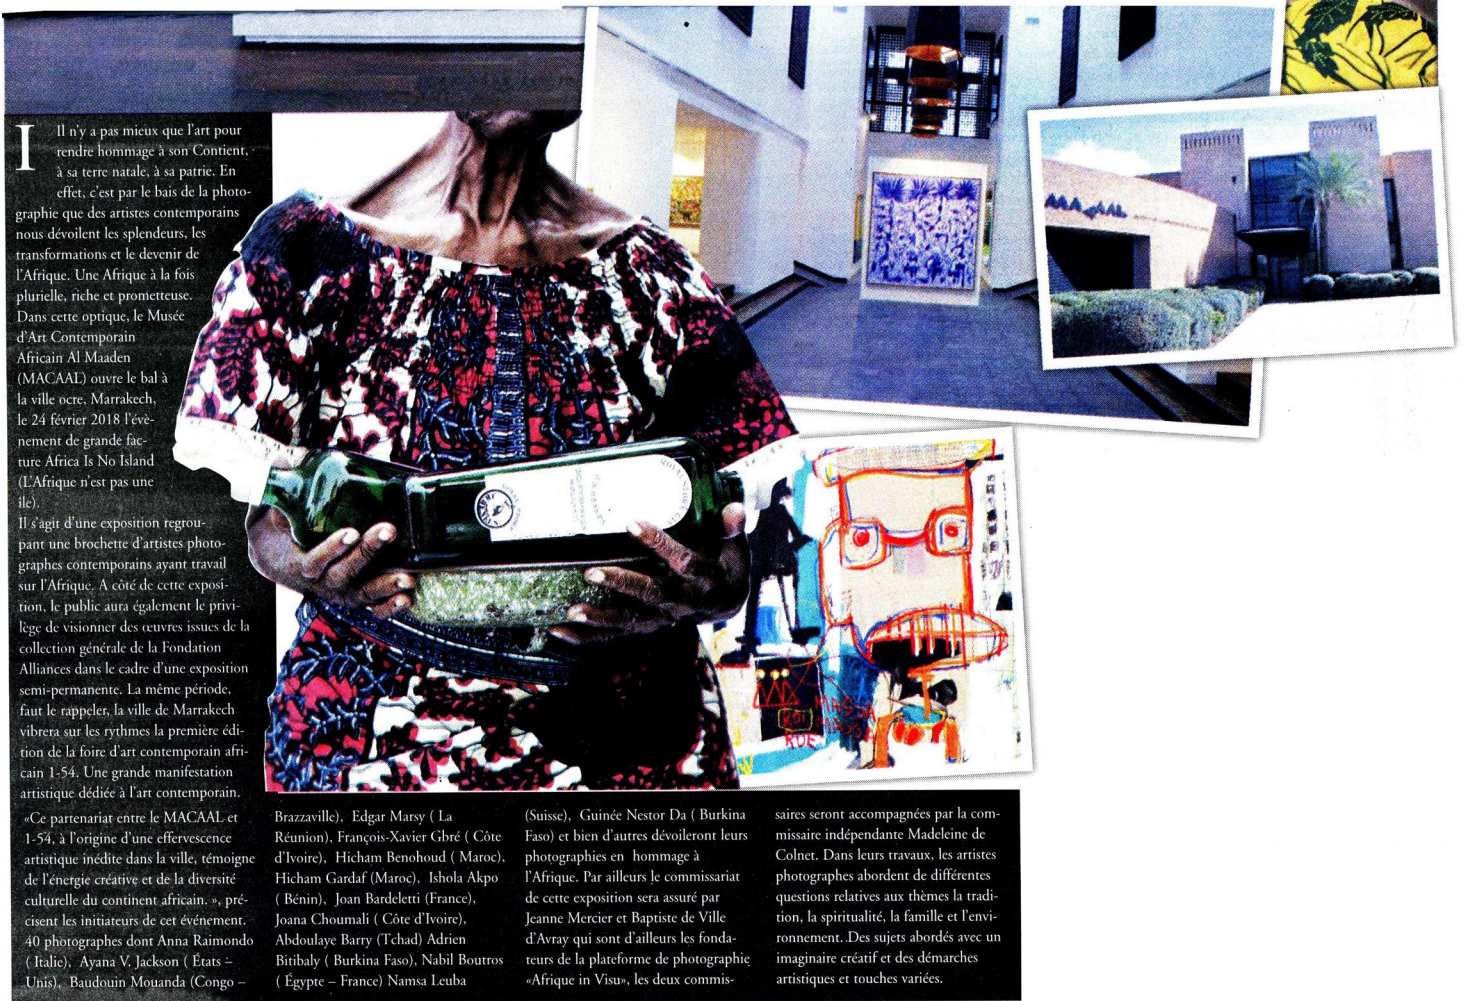 I
Il n'y a pas mieux que l'art pour
rendre hommage à son Contient,
à sa terre natale, à sa patrie. En
effet, c'est par le bais de la photo-
graphie que des artistes contemporains
nous dévoilent les splendeurs, les
transformations et le devenir de
l'Afrique. Une Afrique à la fois
plurielle, riche et prometteuse.
Dans cette optique, le Musée
d'Art Contemporain
Africain Al Maaden
(MACAAL) ouvre le bal à
la ville ocre, Marrakech,
le 24 février 2018 l'évè-
nement de grande fac-
ture Africa Is No Island
(L'Afrique n'est pas une
île).
Il s'agit d'une exposition regrou-
pant une brochette d'artistes photo-
graphes contemporains ayant travail
sur l'Afrique. A côté de cette exposi-
tion, le public aura également le privi-
lège de visionner des œuvres issues de la
collection générale de la Fondation
Alliances dans le cadre d'une exposition
semi-permanente. La même période,
faut le rappeler, la ville de Marrakech
vibrera sur les rythmes la première édi-
tion de la foire d'art contemporain afri-
cain 1-54. Une grande manifestation
artistique dédiée à l'art contemporain.
«Ce partenariat entre le MACAAL et
1-54, à l'origine d'une effervescence
artistique inédite dans la ville, témoigne
de l'énergie créative et de la diversité
culturelle du continent africain. », pré-
cisent les initiateurs de cet événement.
40 photographes dont Anna Raimondo
( Italie), Ayana V. Jackson ( États –
Unis), Baudouin Mouanda (Congo –
Brazzaville), Edgar Marsy ( La
Réunion), François-Xavier Gbré ( Côte
d'Ivoire), Hicham Benohoud ( Maroc),
Hicham Gardaf (Maroc), Ishola Akpo
( Bénin), Joan Bardeletti (France),
Joana Choumali ( Côte d'Ivoire),
Abdoulaye Barry (Tchad) Adrien
Bitibaly ( Burkina Faso), Nabil Boutros
( Égypte – France) Namsa Leuba
(Suisse), Guinée Nestor Da ( Burkina
Faso) et bien d'autres dévoileront leurs
photographies en hommage à
l'Afrique. Par ailleurs le commissariat
de cette exposition sera assuré par
Jeanne Mercier et Baptiste de Ville
d'Avray qui sont d'ailleurs les fonda-
teurs de la plateforme de photographie
«Afrique in Visu», les deux commis-
saires seront accompagnées par la com-
missaire indépendante Madeleine de
Colnet. Dans leurs travaux, les artistes
photographes abordent de différentes
questions relatives aux thèmes la tradi-
tion, la spiritualité, la famille et l'envi-
ronnement. Des sujets abordés avec un
imaginaire créatif et des démarches
artistiques et touches variées.
MASSA
ROI
RUE